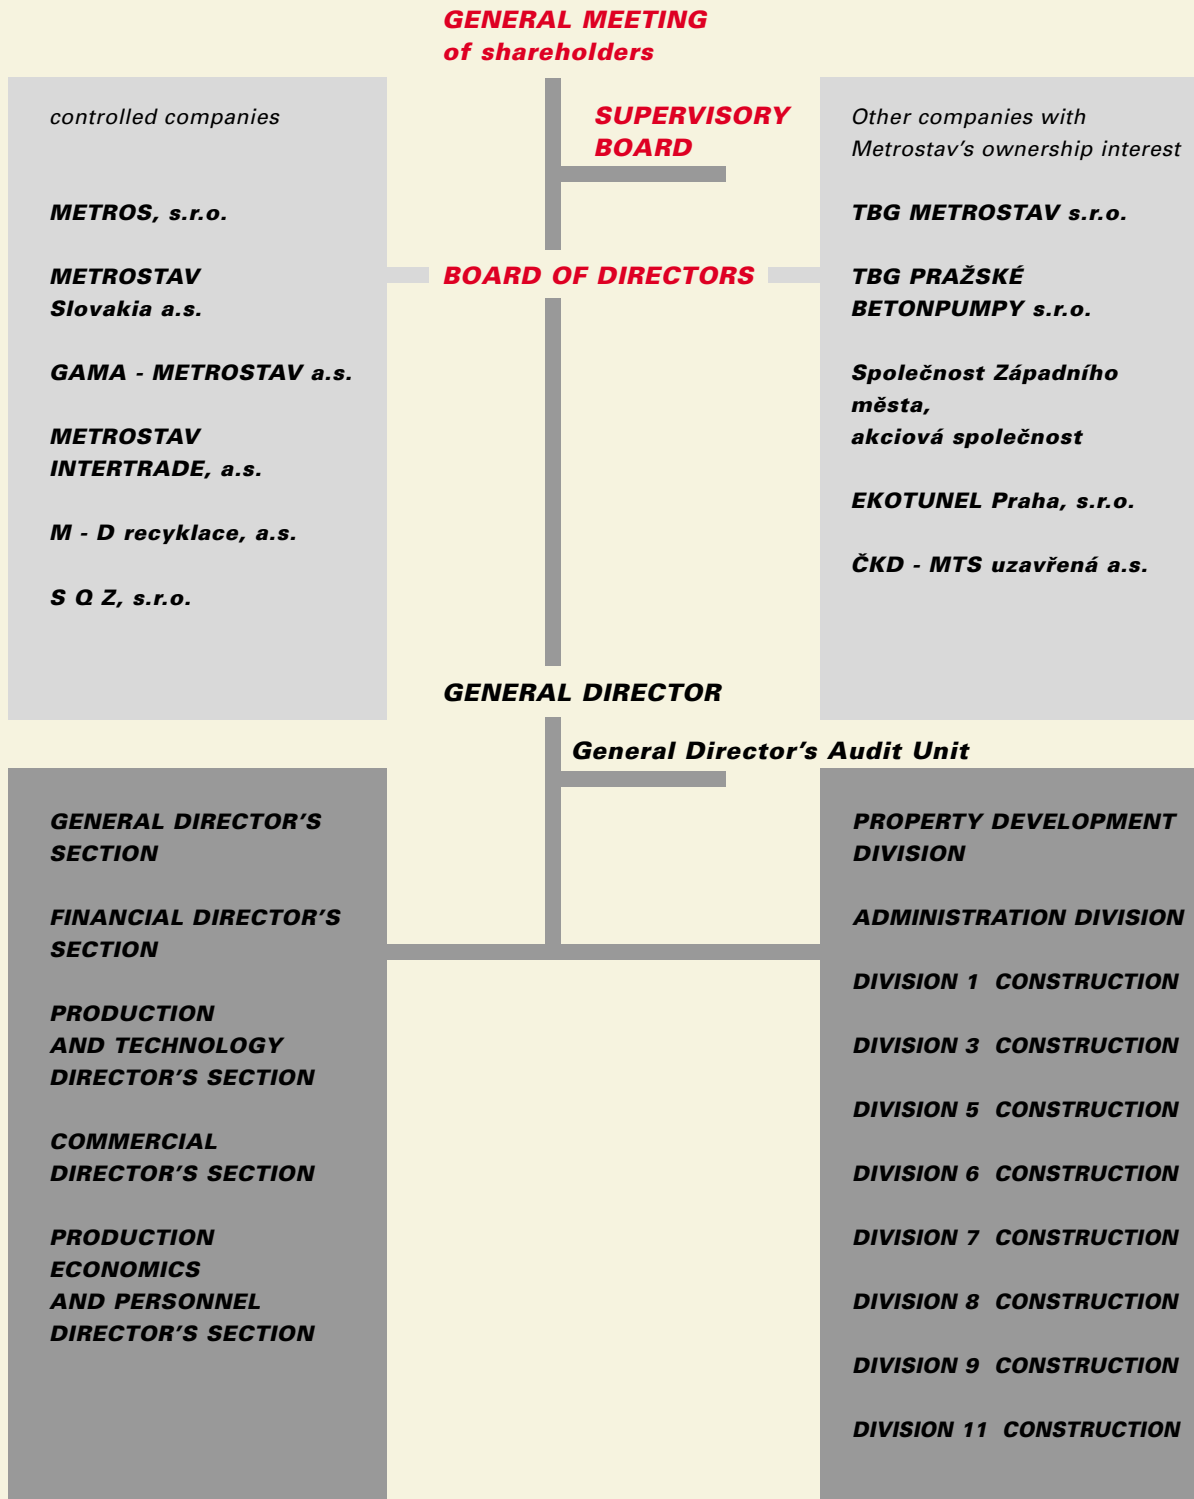 GENERAL MEETING
of shareholders
controlled companies
METROS, s.r.o.
METROSTAV
Slovakia a.s.
GAMA - METROSTAV a.s.
METROSTAV
INTERTRADE, a.s.
M - D recyklace, a.s.
S Q Z, s.r.o.
SUPERVISORY
BOARD
BOARD OF DIRECTORS
Other companies with
Metrostav’s ownership interest
TBG METROSTAV s.r.o.
TBG PRAŽSKÉ
BETONPUMPY s.r.o.
Společnost Západního
města,
akciová společnost
EKOTUNEL Praha, s.r.o.
ČKD - MTS uzavřená a.s.
GENERAL DIRECTOR
General Director’s Audit Unit
GENERAL DIRECTOR’S
SECTION
FINANCIAL DIRECTOR’S
SECTION
PRODUCTION
AND TECHNOLOGY
DIRECTOR’S SECTION
COMMERCIAL
DIRECTOR’S SECTION
PRODUCTION
ECONOMICS
AND PERSONNEL
DIRECTOR’S SECTION
PROPERTY DEVELOPMENT
DIVISION
ADMINISTRATION DIVISION
DIVISION 1 CONSTRUCTION
DIVISION 3 CONSTRUCTION
DIVISION 5 CONSTRUCTION
DIVISION 6 CONSTRUCTION
DIVISION 7 CONSTRUCTION
DIVISION 8 CONSTRUCTION
DIVISION 9 CONSTRUCTION
DIVISION 11 CONSTRUCTION